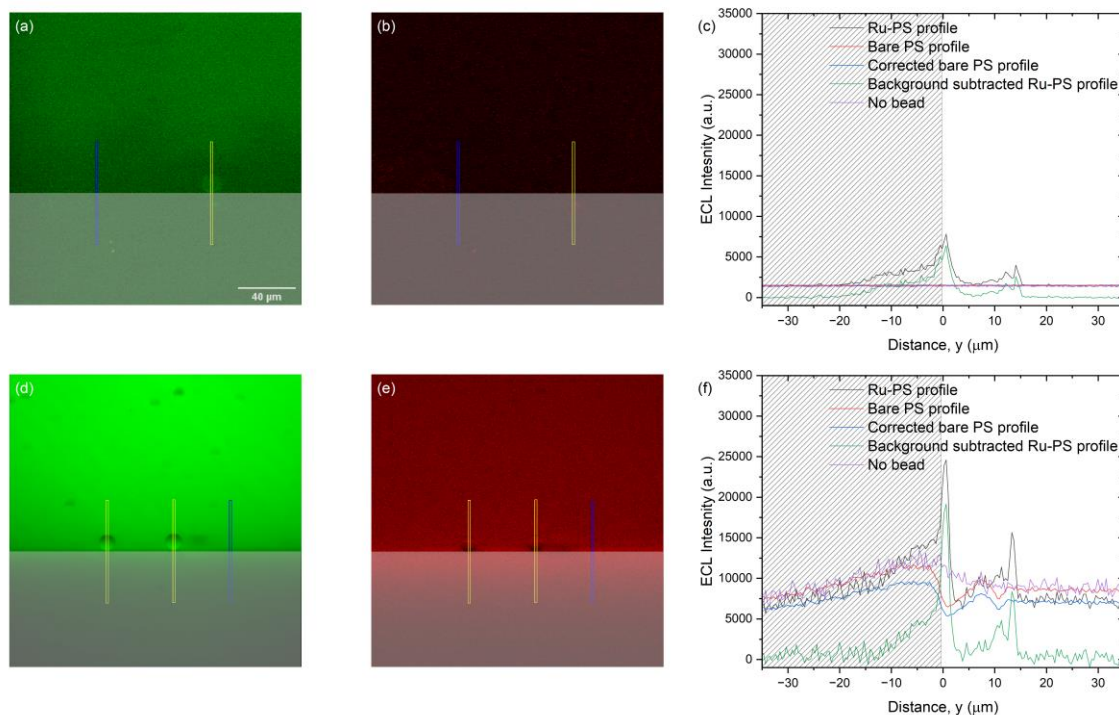 (a)
40 µm
(b)
(c)
35000
30000
25000
20000
15000
10000
5000
0
ECL Intesnity (a.u.)
Ru-PS profile
Bare PS profile
Corrected bare PS profile
Background subtracted Ru-PS profile
No bead
−30
−20
−10
0
10
20
30
Distance, y (µm)
(d)
(e)
(f)
35000
30000
25000
20000
15000
10000
5000
0
ECL Intesnity (a.u.)
Ru-PS profile
Bare PS profile
Corrected bare PS profile
Background subtracted Ru-PS profile
No bead
−30
−20
−10
0
10
20
30
Distance, y (µm)